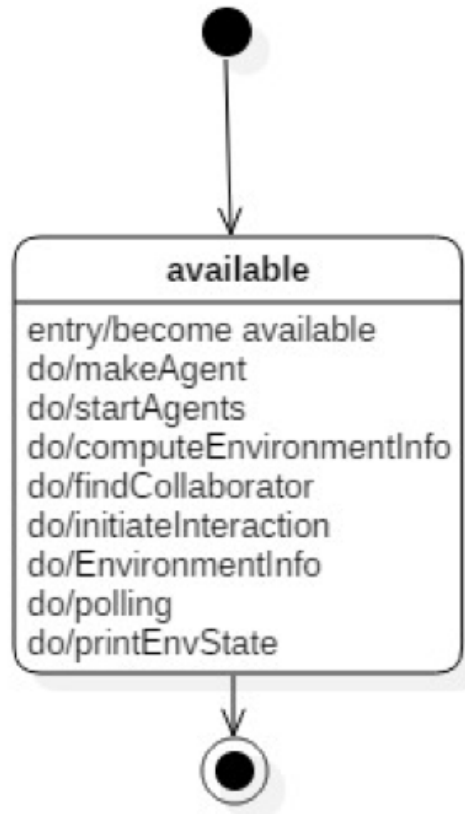 available
entry/become available
do/makeAgent
do/startAgents
do/computeEnvironmentInfo
do/findCollaborator
do/initiateInteraction
do/EnvironmentInfo
do/polling
do/printEnvState